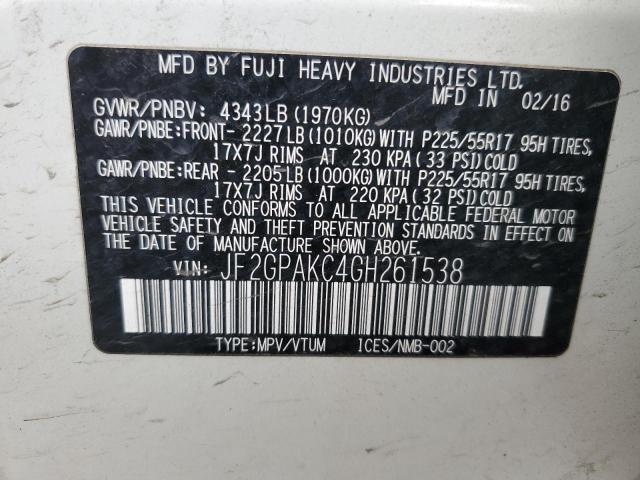 MFD BY FUJI HEAVY INDUSTRIES LTD.
MFD IN 02/16
GVWR/PNBV: 4343LB(1970KG)
GAWR/PNBE:FRONT-2227LB(1010KG)WITH P225/55R17 95H TIRES,
17X7J RIMS AT 230 KPA(33 PSI)COLD
GAWR/PNBE:REAR -2205LB(1000KG)WITH P225/55R17 95H TIRES,
17X7J RIMS AT 220 KPA(32 PSI)COLD
THIS VEHICLE CONFORMS TO ALL APPLICABLE FEDERAL MOTOR
VEHICLE SAFETY AND THEFT PREVENTION STANDARDS IN EFFECT
ON THE DATE OF MANUFACTURE SHOWN ABOVE.
VIN: JF2GPAKC4GH261538
TYPE:MPV/VTUM ICES/NMB-002